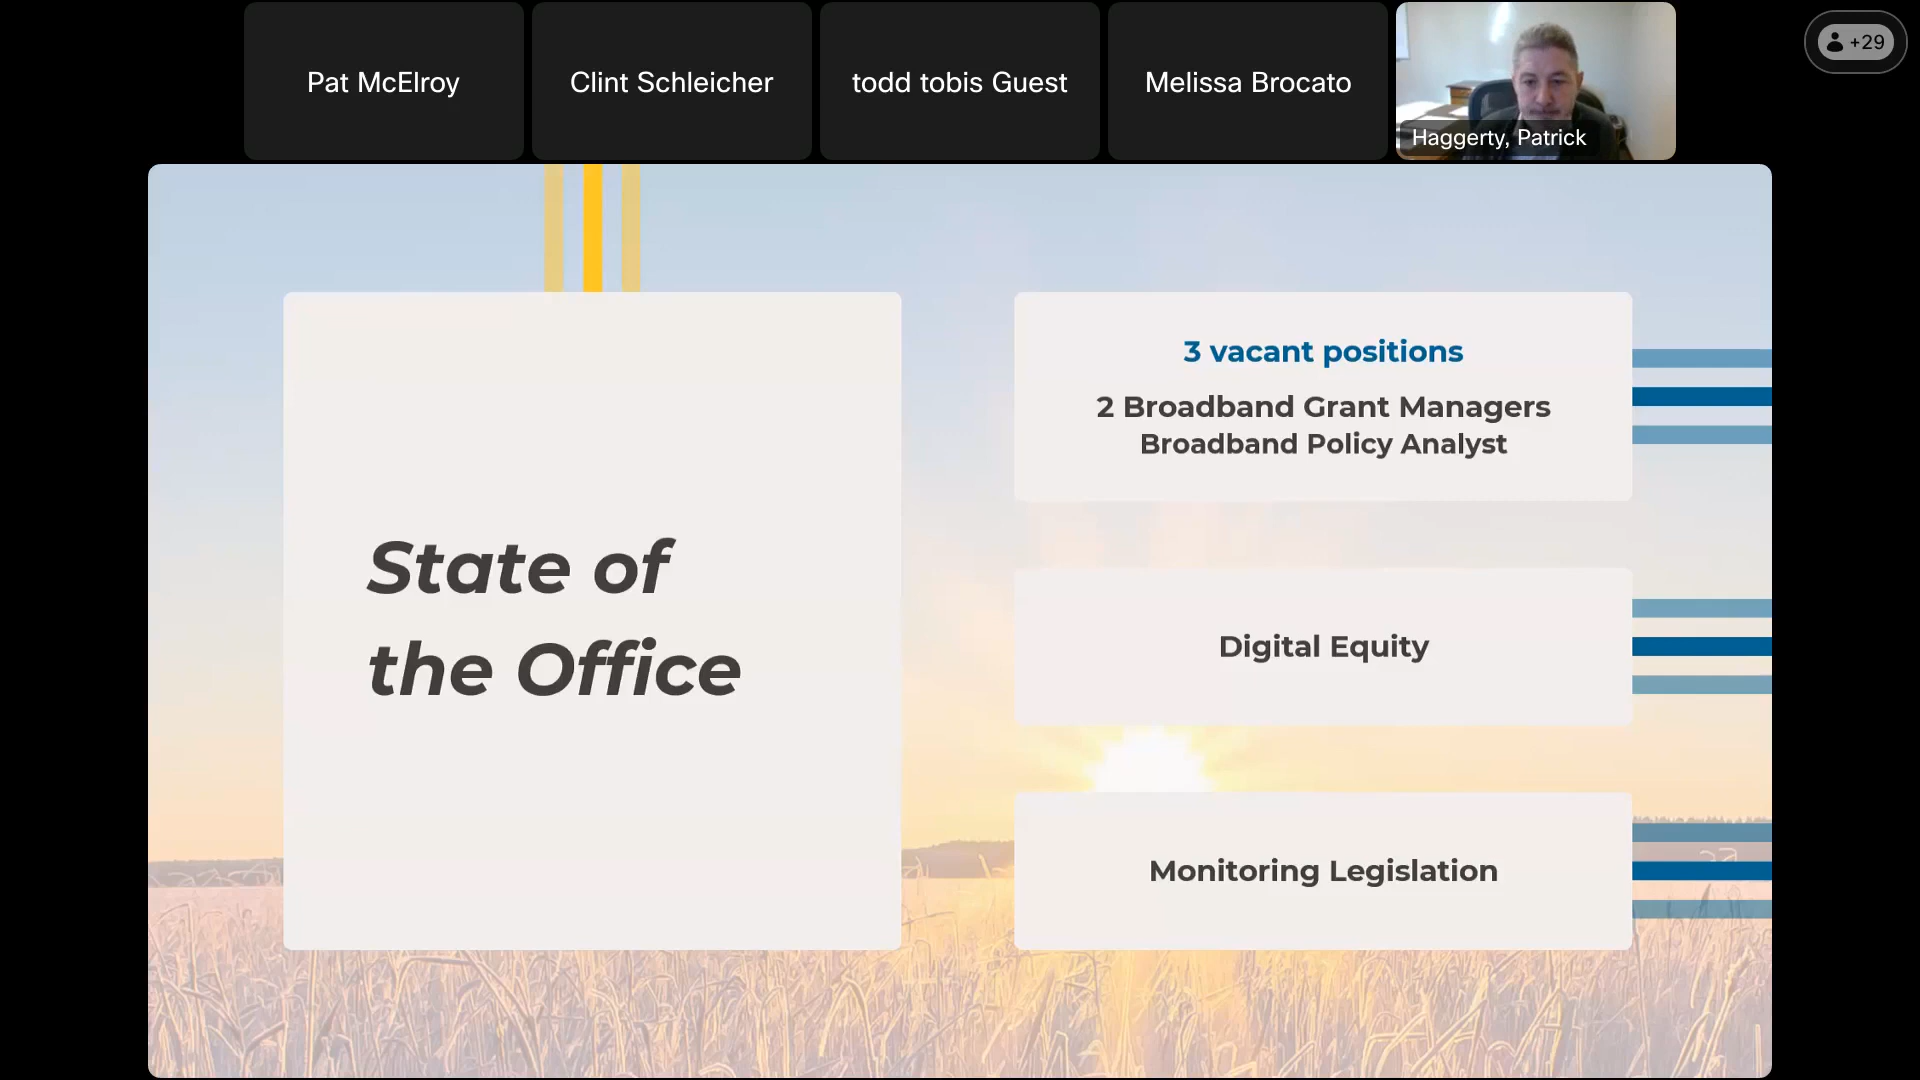 Pat McElroy
Clint Schleicher
todd tobis Guest
Melissa Brocato
Haggerty, Patrick
+29
State of
the Office
3 vacant positions
2 Broadband Grant Managers
Broadband Policy Analyst
Digital Equity
Monitoring Legislation